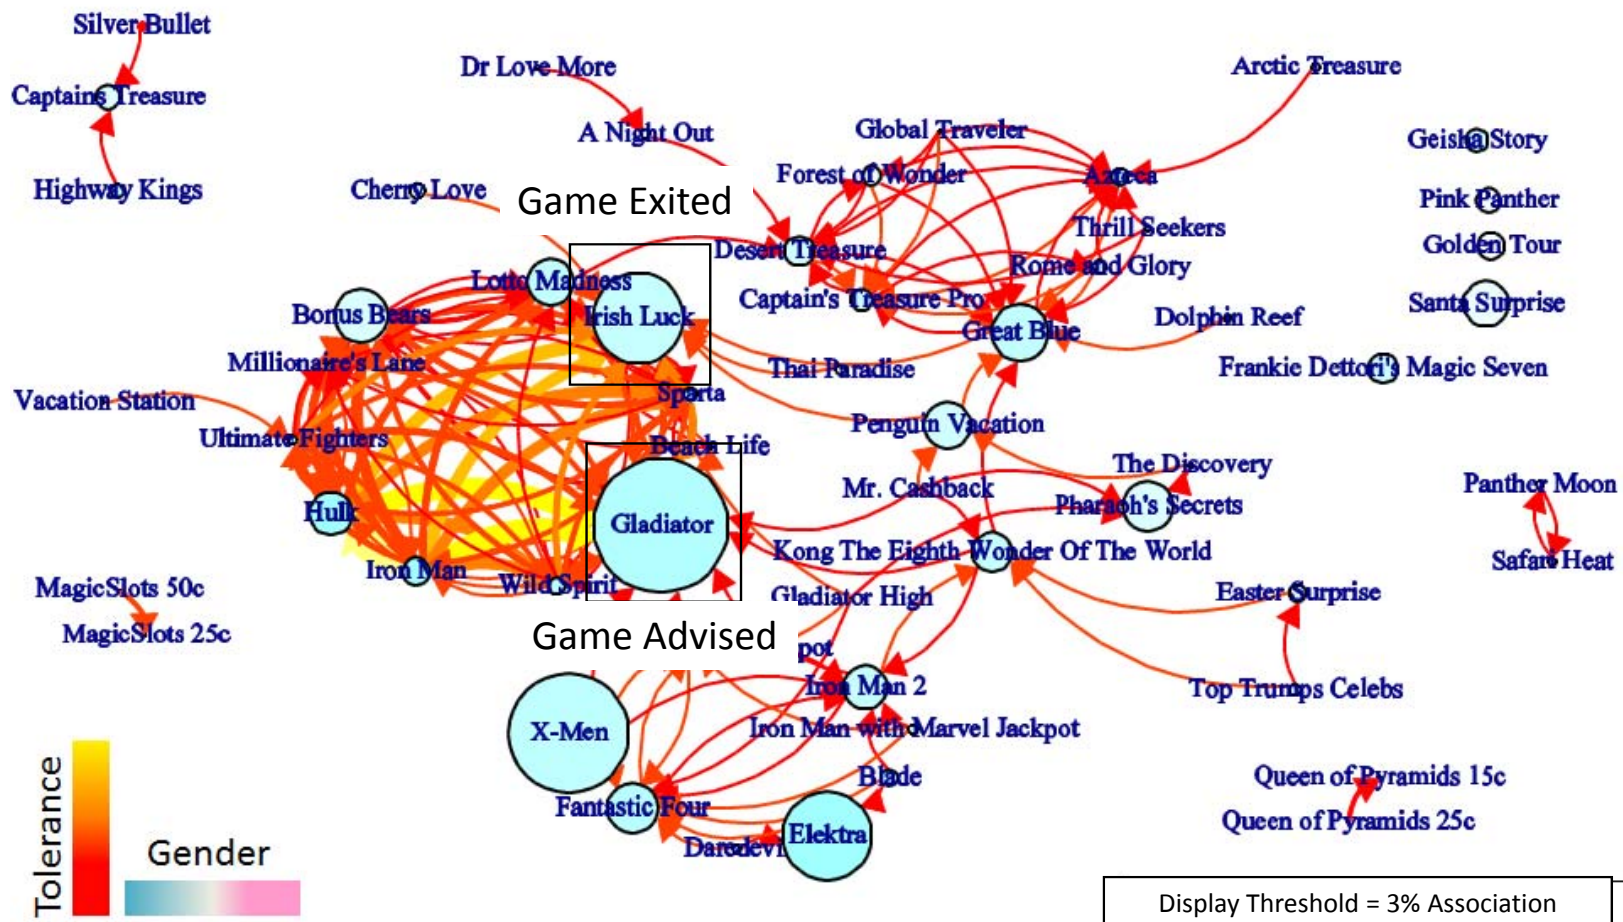 Silver Bullet
Captains Treasure
Highway Kings
Dr Love More
A Night Out
Cherry Love
Game Exited
Global Traveler
Forest of Wonder
Azteca
Arctic Treasure
Thrill Seekers
Desert Treasure
Rome and Glory
Captain's Treasure Pro
Great Blue
Dolphin Reef
Geisha Story
Pink Panther
Golden Tour
Santa Surprise
Frankie Dettori's Magic Seven
Lotto Madness
Bonus Bears
Irish Luck
Millionaire's Lane
Thai Paradise
Sparta
Vacation Station
Ultimate Fighters
Beach Life
Penguin Vacation
Hulk
Gladiator
Mr. Cashback
The Discovery
Pharaoh's Secrets
Panther Moon
Safari Heat
Kong The Eighth Wonder Of The World
Iron Man
Wild Spirit
Gladiator High
Easter Surprise
MagicSlots 50c
MagicSlots 25c
Game Advised
pot
Iron Man 2
Top Trumps Celebs
X-Men
Iron Man with Marvel Jackpot
Blade
Fantastic Four
Elektra
Daredevi
Queen of Pyramids 15c
Queen of Pyramids 25c
Tolerance
Gender
Display Threshold = 3% Association